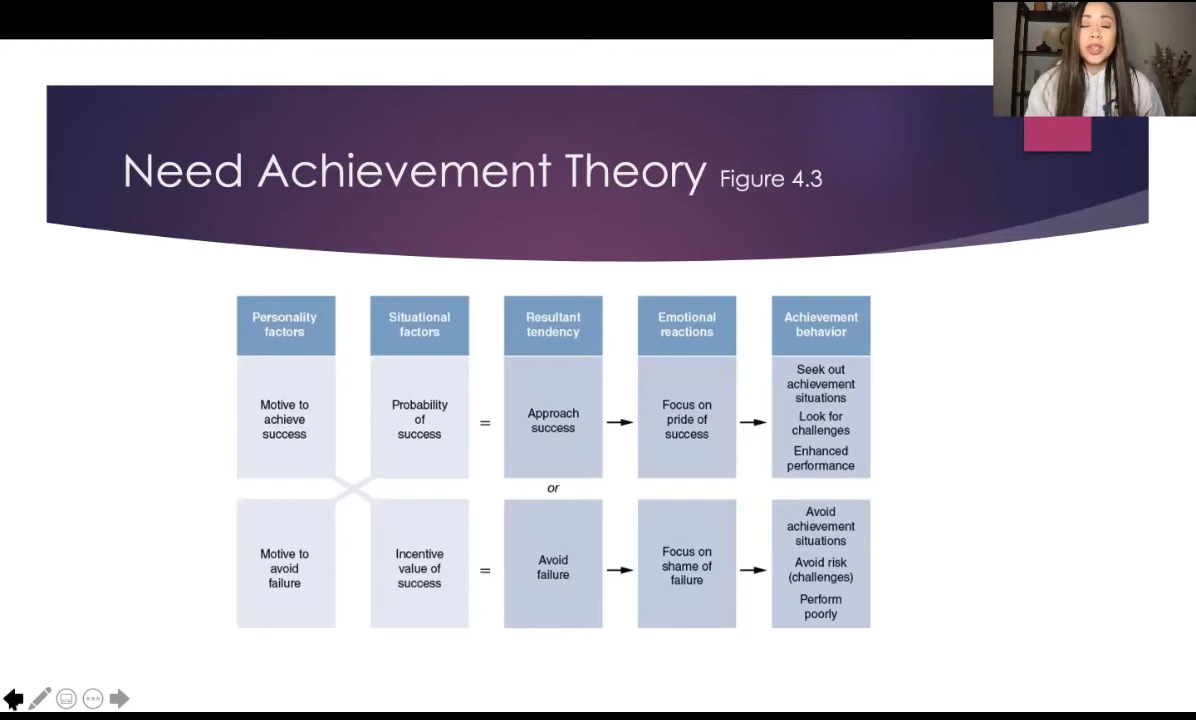 Need Achievement Theory Figure 4.3
Personality
factors
Situational
factors
Resultant
tendency
Emotional
reactions
Achievement
behavior
Motive to
achieve
success
Probability
of
success
=
Approach
success
Focus on
pride of
success
Seek out
achievement
situations
Look for
challenges
Enhanced
performance
or
Motive to
avoid
failure
Incentive
value of
success
=
Avoid
failure
Focus on
shame of
failure
Avoid
achievement
situations
Avoid risk
(challenges)
Perform
poorly